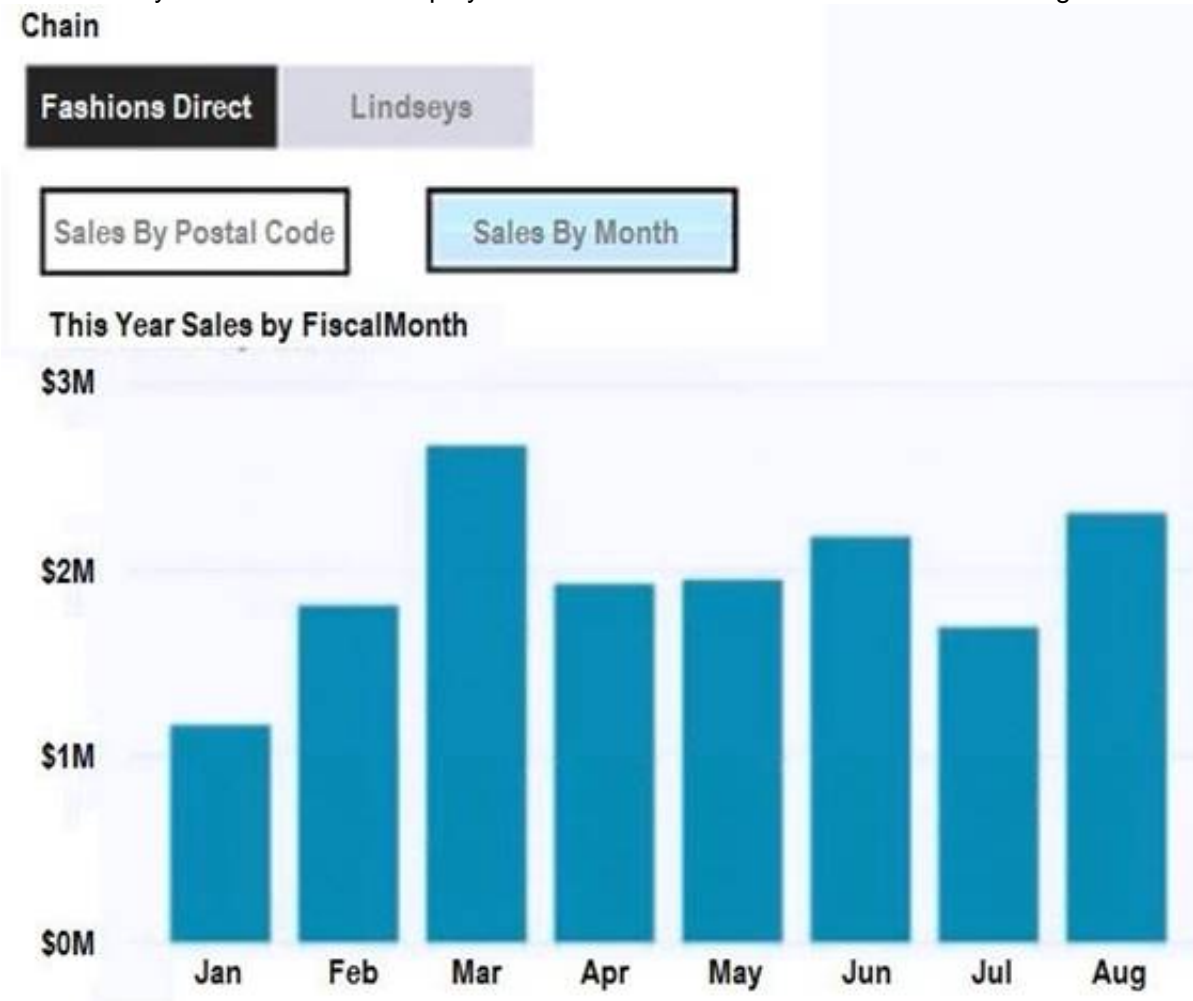 Chain
Fashions Direct Lindseys
Sales By Postal Code Sales By Month
This Year Sales by FiscalMonth
$3M
$2M
$1M
$0M
Jan Feb Mar Apr May Jun Jul Aug